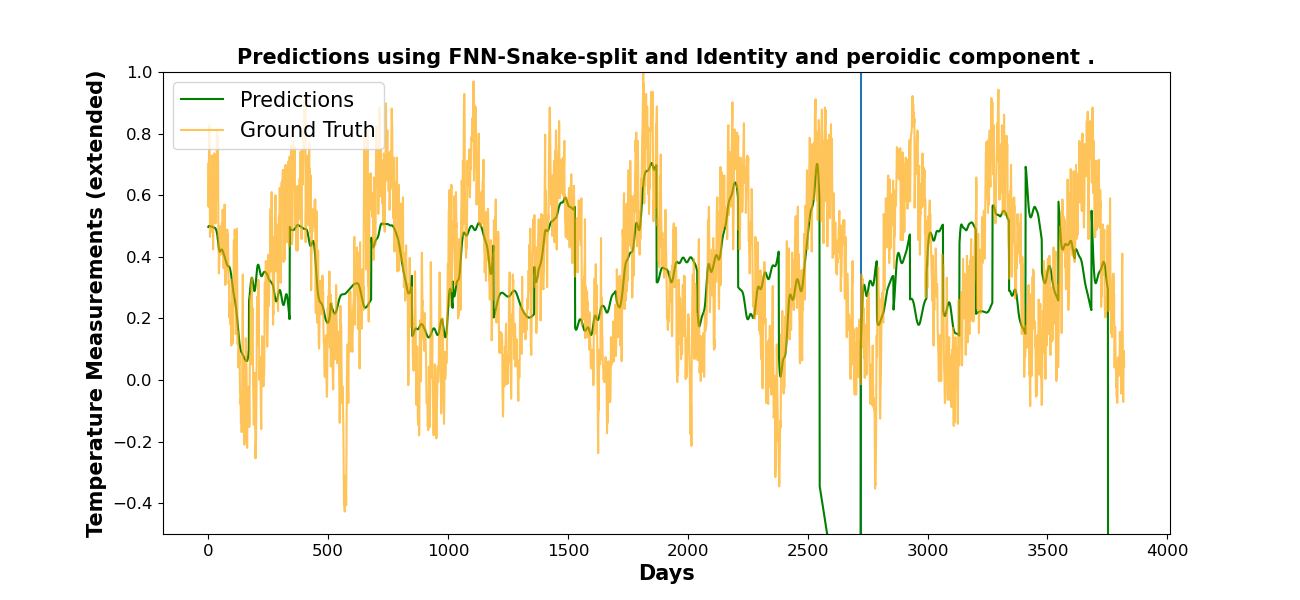 Predictions using FNN-Snake-split and Identity and peroidic component .
Temperature Measurements (extended)
1.0
0.8
0.6
0.4
0.2
0.0
−0.2
−0.4
Predictions
Ground Truth
0 500 1000 1500 2000 2500 3000 3500 4000
Days